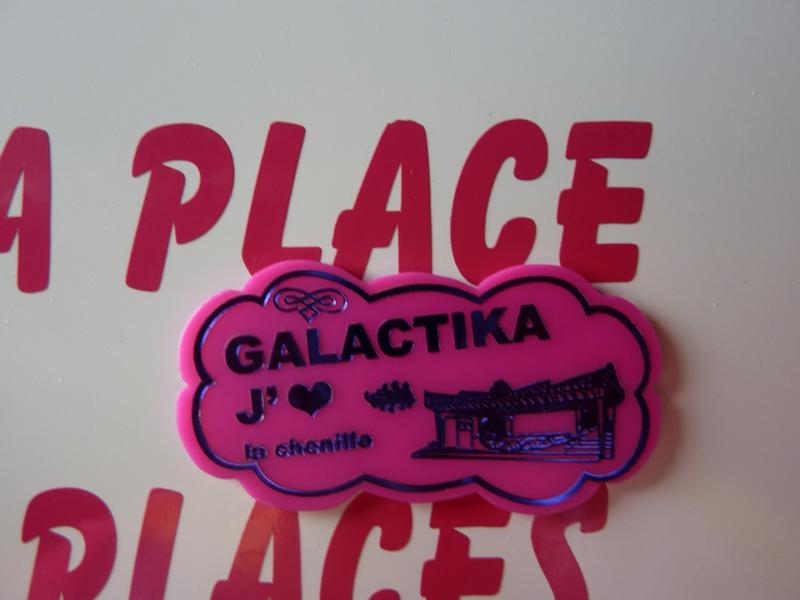 A PLACE
GALACTIKA
J'
la chenille
PLACES